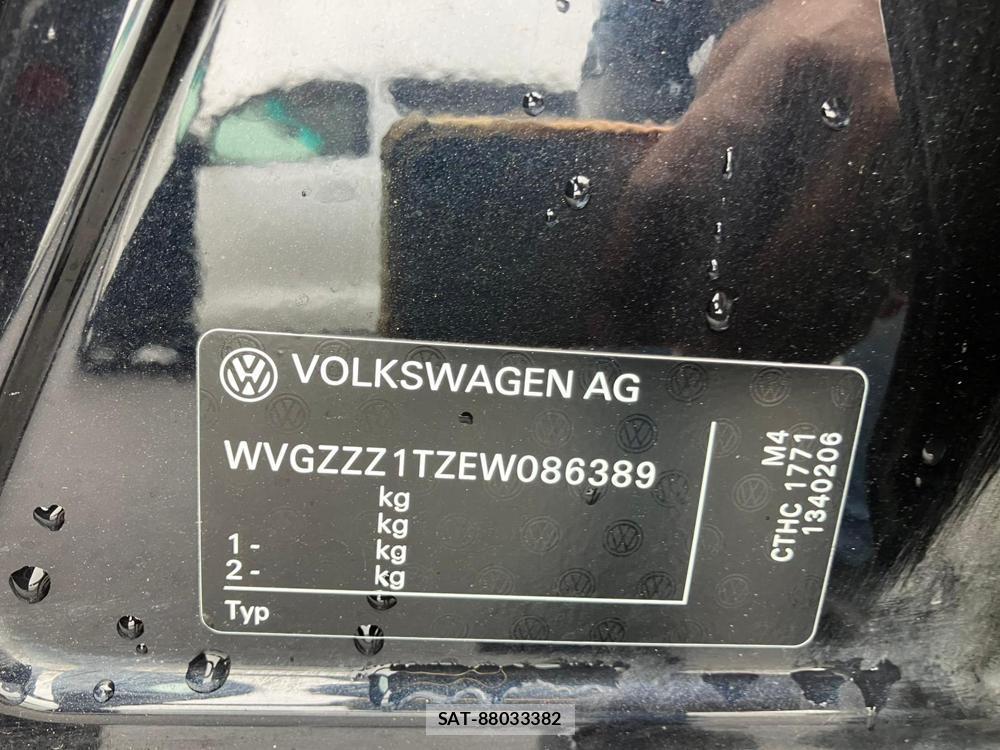 VOLKSWAGEN AG
WVGZZZ1TZEW086389
kg
kg
1 - kg
2 - kg
Typ
M4
CTHC 1771
1340206
SAT-88033382